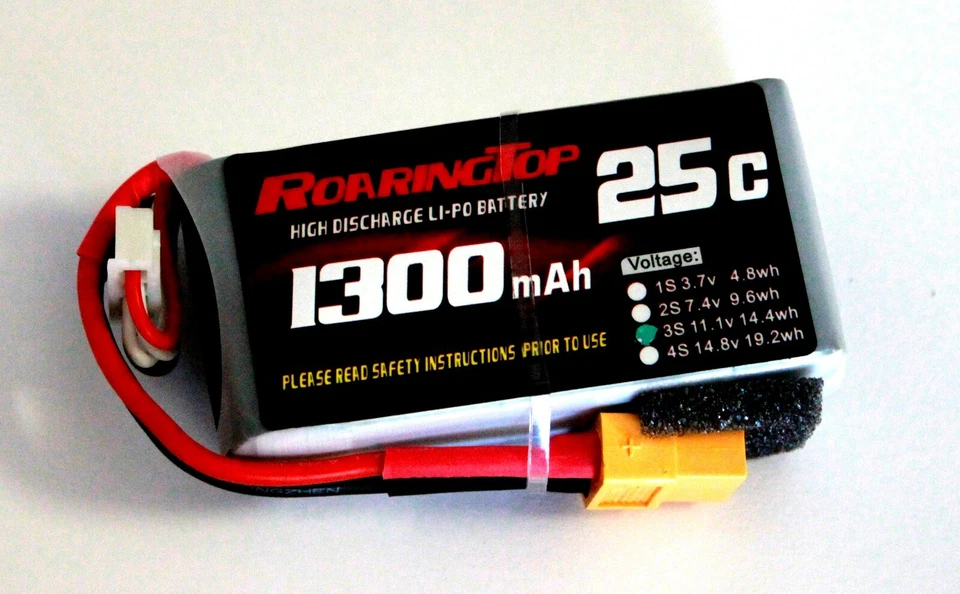 ROARINGTOP
25C
HIGH DISCHARGE LI-PO BATTERY
1300mAh
Voltage:
1S 3.7v 4.8wh
2S 7.4v 9.6wh
3S 11.1v 14.4wh
4S 14.8v 19.2wh
PLEASE READ SAFETY INSTRUCTIONS PRIOR TO USE
+